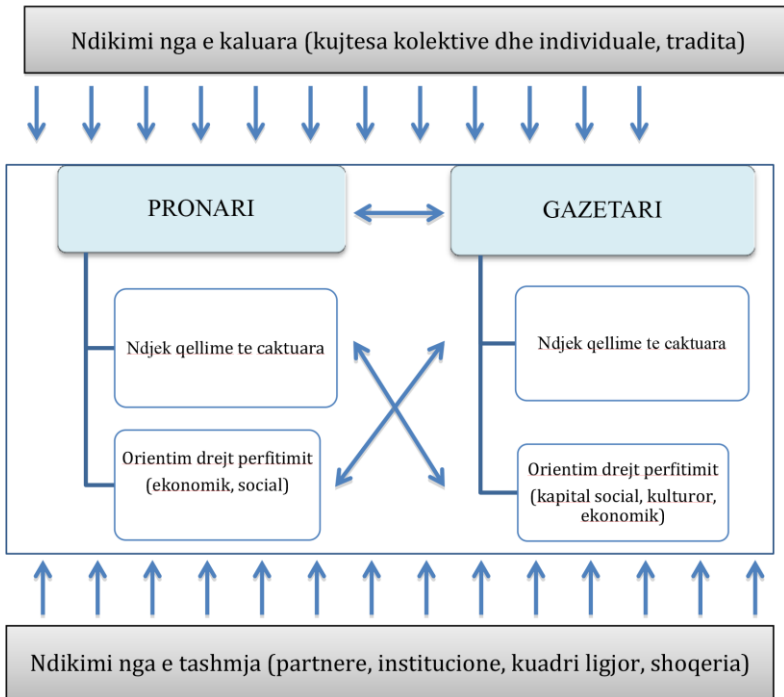 Ndikimi nga e kaluara (kujtesa kolektive dhe individuale, tradita)
PRONARI
GAZETARI
Ndjek qellime te caktuara
Ndjek qellime te caktuara
Orientim drejt perfitimit
(ekonomik, social)
Orientim drejt perfitimit
(kapital social, kulturor,
ekonomik)
Ndikimi nga e tashmja (partnere, institucione, kuadri ligjor, shoqeria)